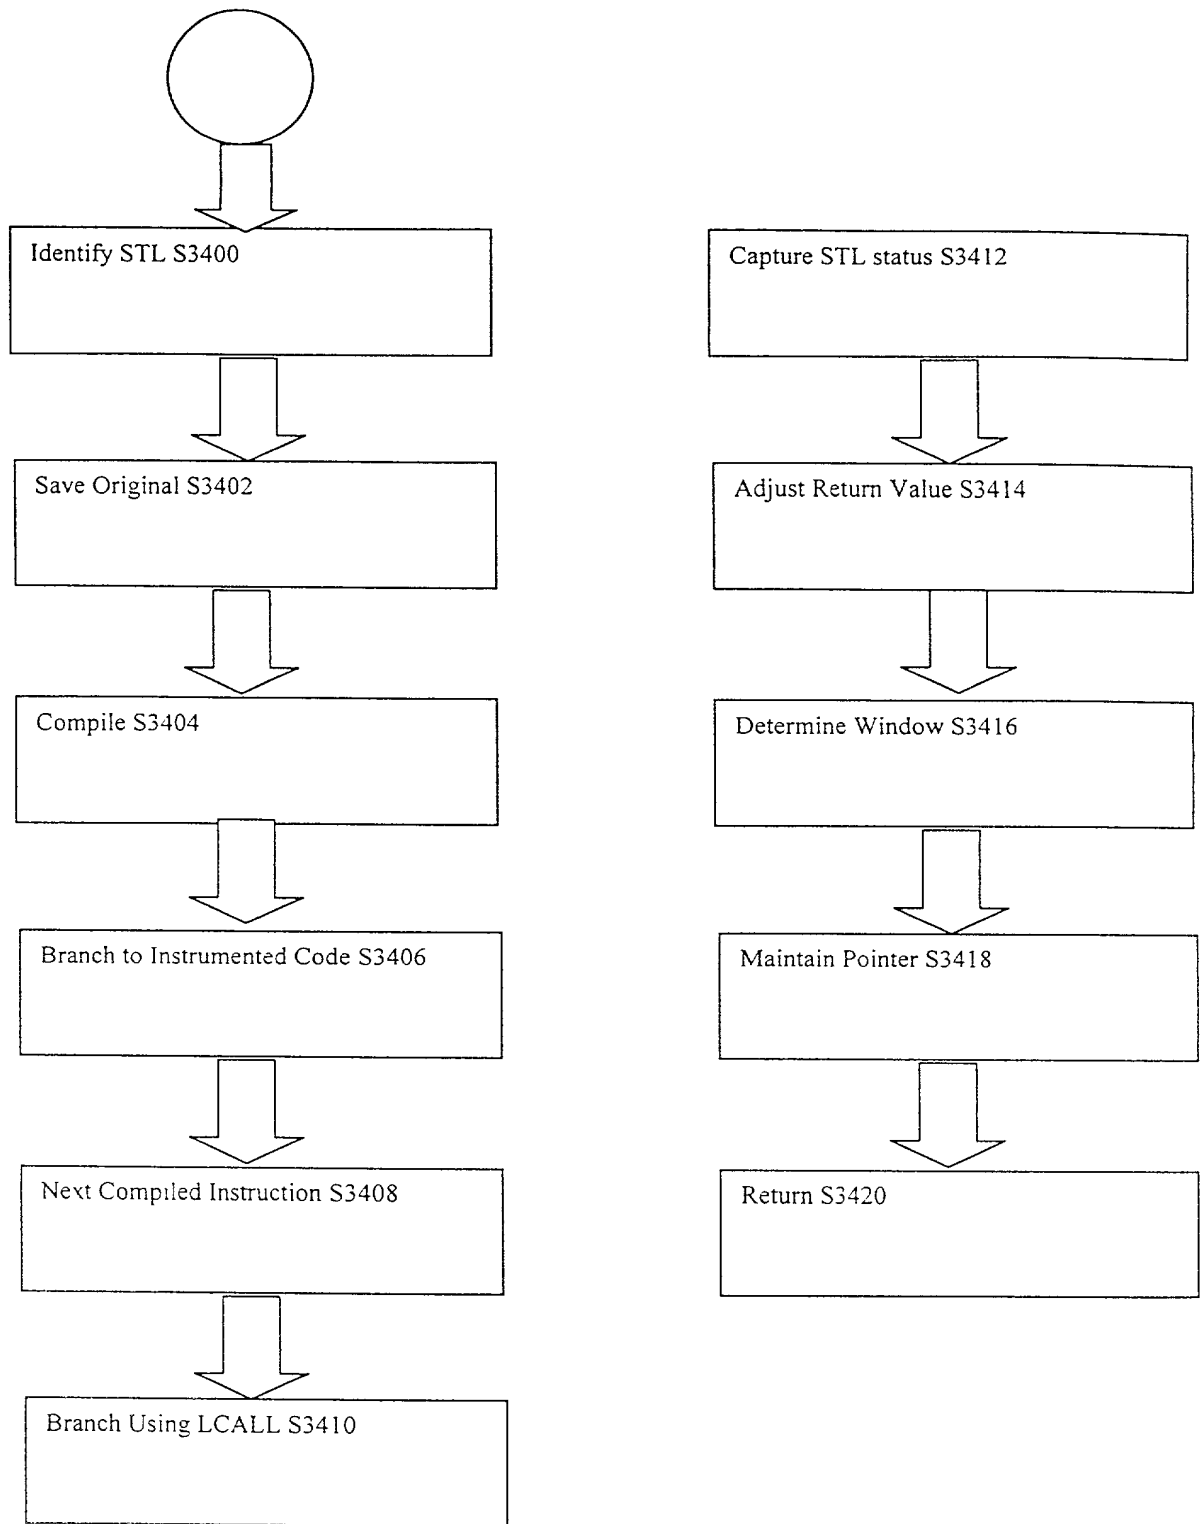 Identify STL S3400
Save Original S3402
Compile S3404
Branch to Instrumented Code S3406
Next Compiled Instruction S3408
Branch Using LCALL S3410
Capture STL status S3412
Adjust Return Value S3414
Determine Window S3416
Maintain Pointer S3418
Return S3420